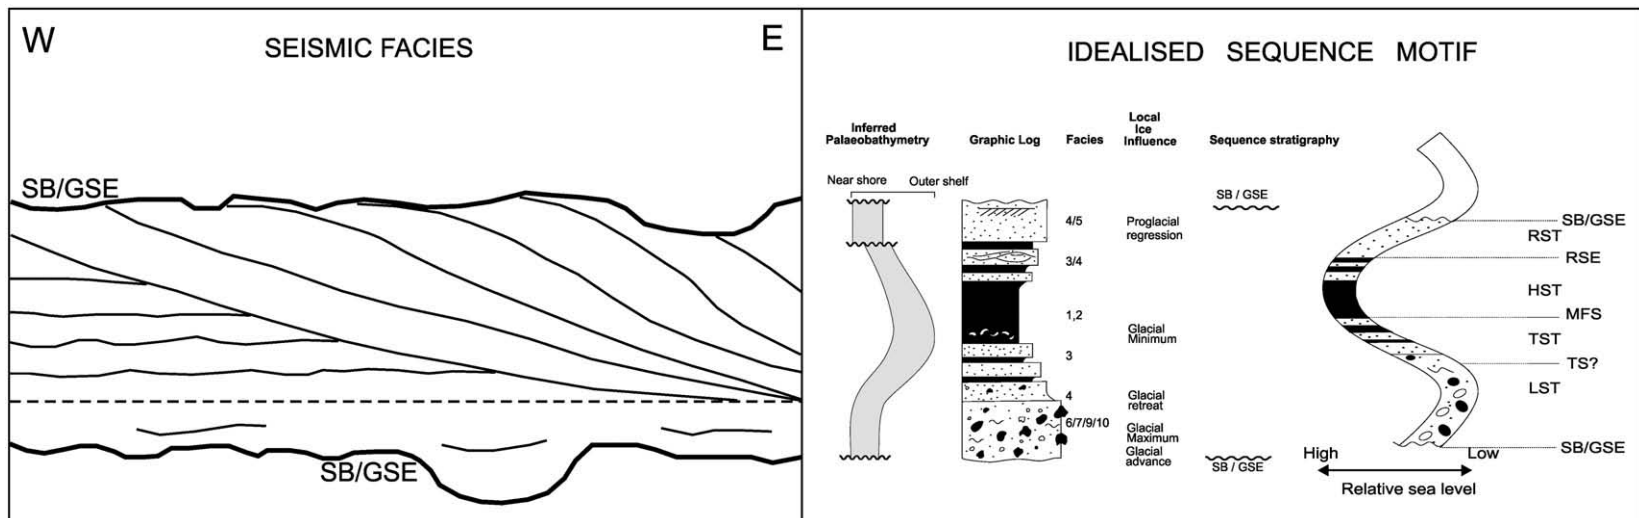 W
SEISMIC FACIES
E
SB/GSE
SB/GSE
IDEALISED SEQUENCE MOTIF
Inferred
Palaeobathymetry
Graphic Log
Facies
Local
Ice
Influence
Sequence stratigraphy
Near shore
Outer shelf
4/5
3/4
1,2
3
4
6/7/9/10
Proglacial
regression
Glacial
Minimum
Glacial
retreat
Glacial
Maximum
Glacial
advance
SB / GSE
SB / GSE
SB/GSE
RST
RSE
HST
MFS
TST
TS?
LST
SB/GSE
High
Low
Relative sea level